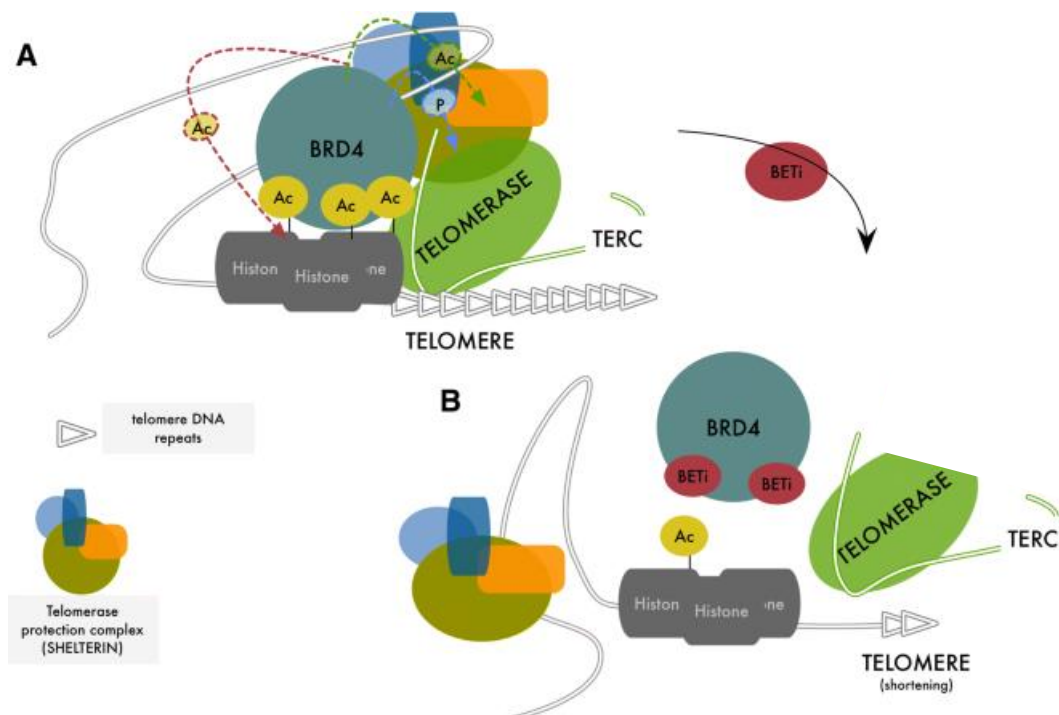 A
Ac
Ac
P
BRD4
Ac
Ac
Ac
Histon
Histone
ne
TELOMERASE
TERC
TELOMERE
BETi
telomere DNA
repeats
Telomerase
protection complex
(SHELTERIN)
B
BRD4
BETi
BETi
Ac
Histon
Histone
ne
TELOMERASE
TERC
TELOMERE
(shortening)